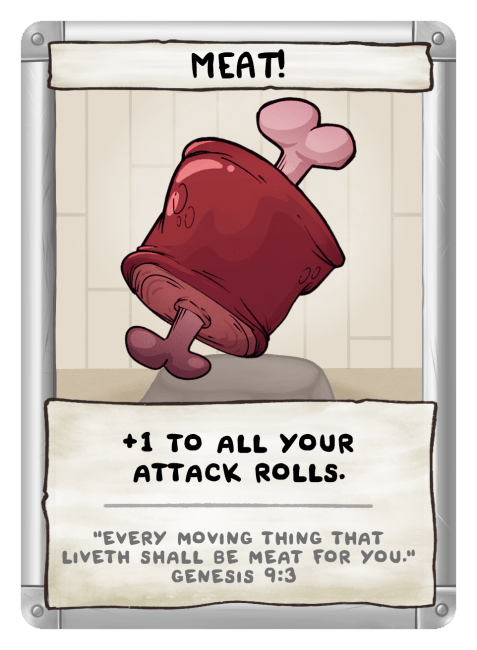 MEAT!
+1 TO ALL YOUR
ATTACK ROLLS.
"EVERY MOVING THING THAT
LIVETH SHALL BE MEAT FOR YOU."
GENESIS 9:3